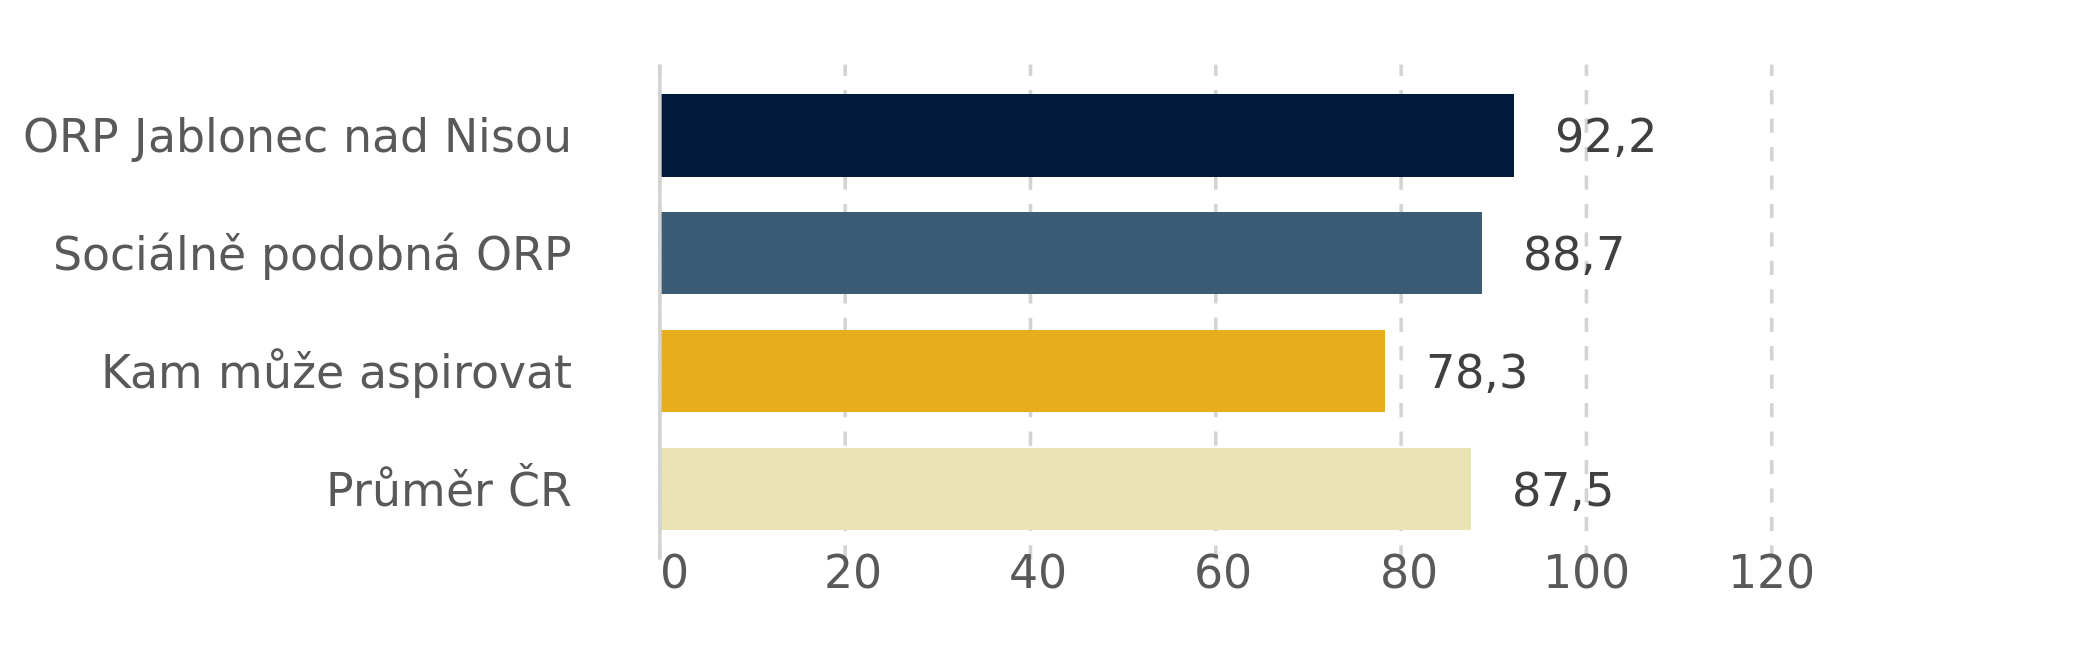 ORP Jablonec nad Nisou 92,2
Sociálně podobná ORP 88,7
Kam může aspirovat 78,3
Průměr ČR 87,5
0 20 40 60 80 100 120